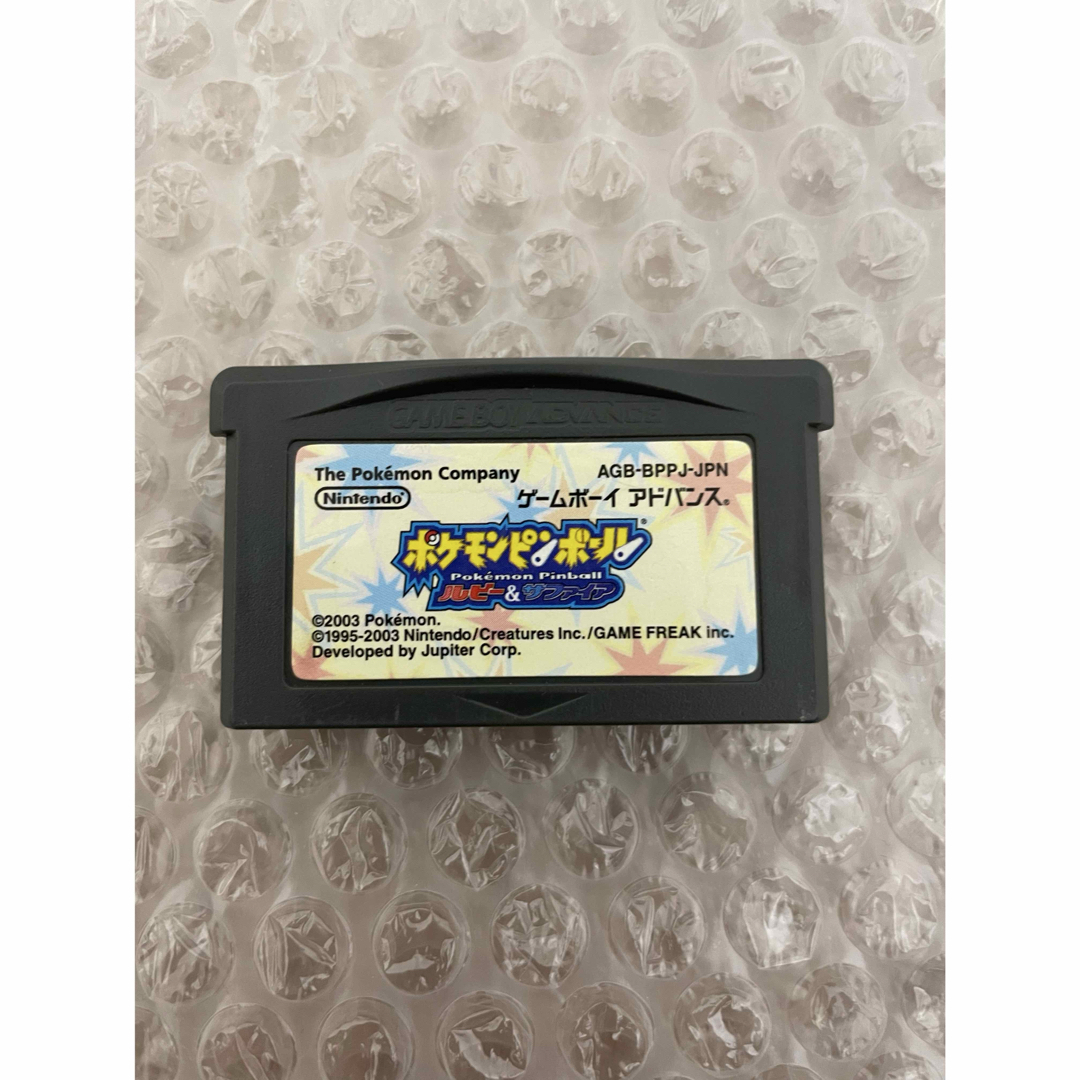 GAME BOY ADVANCE
The Pokémon Company AGB-BPPJ-JPN
Nintendo® ゲームボーイ アドバンス®
ポケモンピンボール®
Pokémon Pinball
ルビー&サファイア
©2003 Pokémon.
©1995-2003 Nintendo/Creatures Inc./GAME FREAK inc.
Developed by Jupiter Corp.